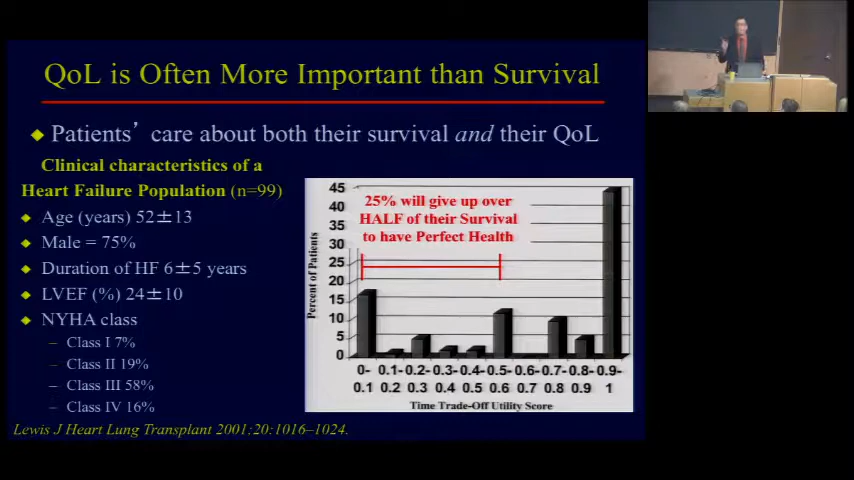 QoL is Often More Important than Survival
◆ Patients’ care about both their survival and their QoL
Clinical characteristics of a
Heart Failure Population (n=99)
◆ Age (years) 52±13
◆ Male = 75%
◆ Duration of HF 6±5 years
◆ LVEF (%) 24±10
◆ NYHA class
– Class I 7%
– Class II 19%
– Class III 58%
– Class IV 16%
25% will give up over
HALF of their Survival
to have Perfect Health
Percent of Patients
45
40
35
30
25
20
15
10
5
0
0- 0.1- 0.2- 0.3- 0.4- 0.5- 0.6- 0.7- 0.8- 0.9-
0.1 0.2 0.3 0.4 0.5 0.6 0.7 0.8 0.9 1
Time Trade-Off Utility Score
Lewis J Heart Lung Transplant 2001;20:1016–1024.